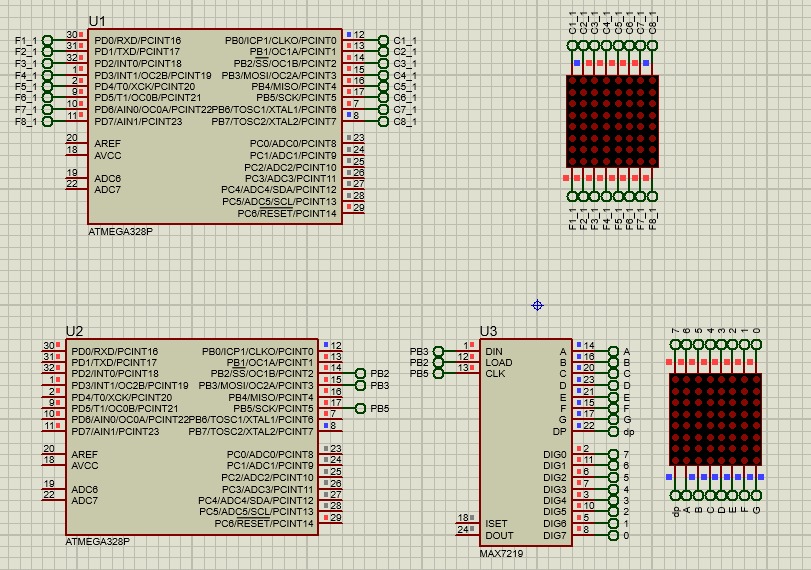 U1
F1_1 30 PD0/RXD/PCINT16 PB0/ICP1/CLKO/PCINT0 12 C1_1
F2_1 31 PD1/TXD/PCINT17 PB1/OC1A/PCINT1 13 C2_1
F3_1 32 PD2/INT0/PCINT18 PB2/SS/OC1B/PCINT2 14 C3_1
F4_1 1 PD3/INT1/OC2B/PCINT19 PB3/MOSI/OC2A/PCINT3 15 C4_1
F5_1 2 PD4/T0/XCK/PCINT20 PB4/MISO/PCINT4 16 C5_1
F6_1 9 PD5/T1/OC0B/PCINT21 PB5/SCK/PCINT5 17 C6_1
F7_1 10 PD6/AIN0/OC0A/PCINT22 PB6/TOSC1/XTAL1/PCINT6 7 C7_1
F8_1 11 PD7/AIN1/PCINT23 PB7/TOSC2/XTAL2/PCINT7 8 C8_1
20 AREF PC0/ADC0/PCINT8 23
18 AVCC PC1/ADC1/PCINT9 24
PC2/ADC2/PCINT10 25
19 ADC6 PC3/ADC3/PCINT11 26
22 ADC7 PC4/ADC4/SDA/PCINT12 27
PC5/ADC5/SCL/PCINT13 28
PC6/RESET/PCINT14 29
ATMEGA328P
C1_1 C2_1 C3_1 C4_1 C5_1 C6_1 C7_1 C8_1
F1_1 F2_1 F3_1 F4_1 F5_1 F6_1 F7_1 F8_1
U2
30 PD0/RXD/PCINT16 PB0/ICP1/CLKO/PCINT0 12
31 PD1/TXD/PCINT17 PB1/OC1A/PCINT1 13
32 PD2/INT0/PCINT18 PB2/SS/OC1B/PCINT2 14 PB2
1 PD3/INT1/OC2B/PCINT19 PB3/MOSI/OC2A/PCINT3 15 PB3
2 PD4/T0/XCK/PCINT20 PB4/MISO/PCINT4 16
9 PD5/T1/OC0B/PCINT21 PB5/SCK/PCINT5 17 PB5
10 PD6/AIN0/OC0A/PCINT22 PB6/TOSC1/XTAL1/PCINT6 7
11 PD7/AIN1/PCINT23 PB7/TOSC2/XTAL2/PCINT7 8
20 AREF PC0/ADC0/PCINT8 23
18 AVCC PC1/ADC1/PCINT9 24
PC2/ADC2/PCINT10 25
19 ADC6 PC3/ADC3/PCINT11 26
22 ADC7 PC4/ADC4/SDA/PCINT12 27
PC5/ADC5/SCL/PCINT13 28
PC6/RESET/PCINT14 29
ATMEGA328P
U3
PB3 1 DIN A 14 A
PB2 12 LOAD B 16 B
PB5 13 CLK C 20 C
D 23 D
E 21 E
F 15 F
G 17 G
DP 22 dp
DIG0 2 7
DIG1 11 6
DIG2 6 5
DIG3 7 4
DIG4 3 3
DIG5 10 2
18 ISET DIG6 5 1
24 DOUT DIG7 8 0
MAX7219
7 6 5 4 3 2 1 0
dp A B C D E F G